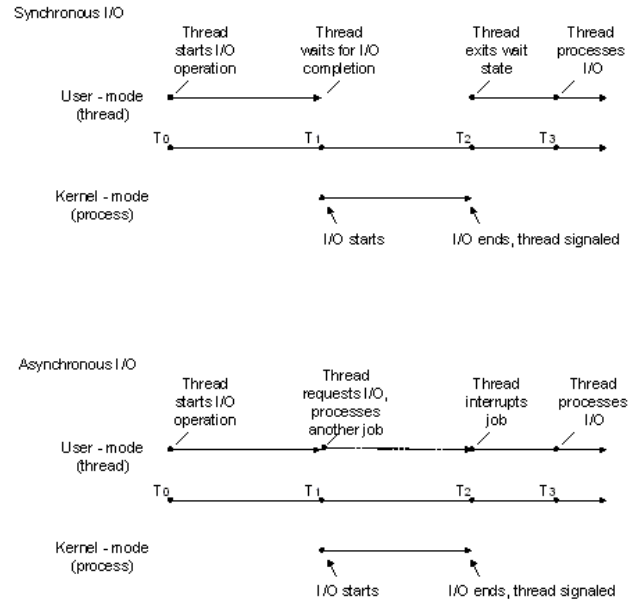 Synchronous I/O
Thread
starts I/O
operation
Thread
waits for I/O
completion
Thread
exits wait
state
Thread
processes
I/O
User - mode
(thread)
T0
T1
T2
T3
Kernel - mode
(process)
I/O starts
I/O ends, thread signaled
Asynchronous I/O
Thread
starts I/O
operation
Thread
requests I/O,
processes
another job
Thread
interrupts
job
Thread
processes
I/O
User - mode
(thread)
T0
T1
T2
T3
Kernel - mode
(process)
I/O starts
I/O ends, thread signaled